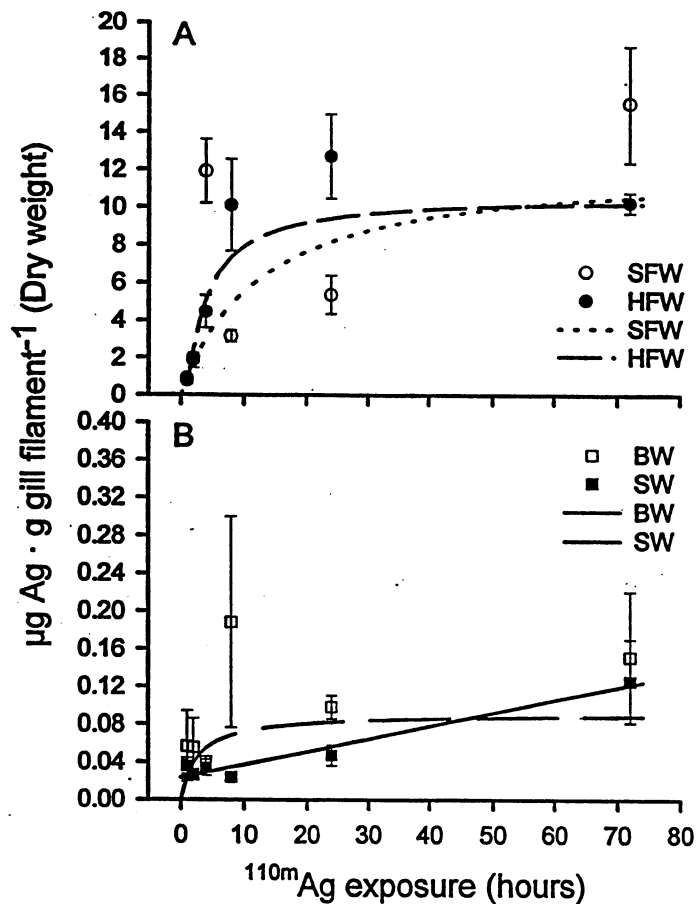 A
20
18
16
14
12
10
8
6
4
2
0
SFW
HFW
SFW
HFW
B
0.40
0.36
0.32
0.28
0.24
0.20
0.16
0.12
0.08
0.04
0.00
BW
SW
BW
SW
0 10 20 30 40 50 60 70 80
110mAg exposure (hours)
µg Ag · g gill filament⁻¹ (Dry weight)